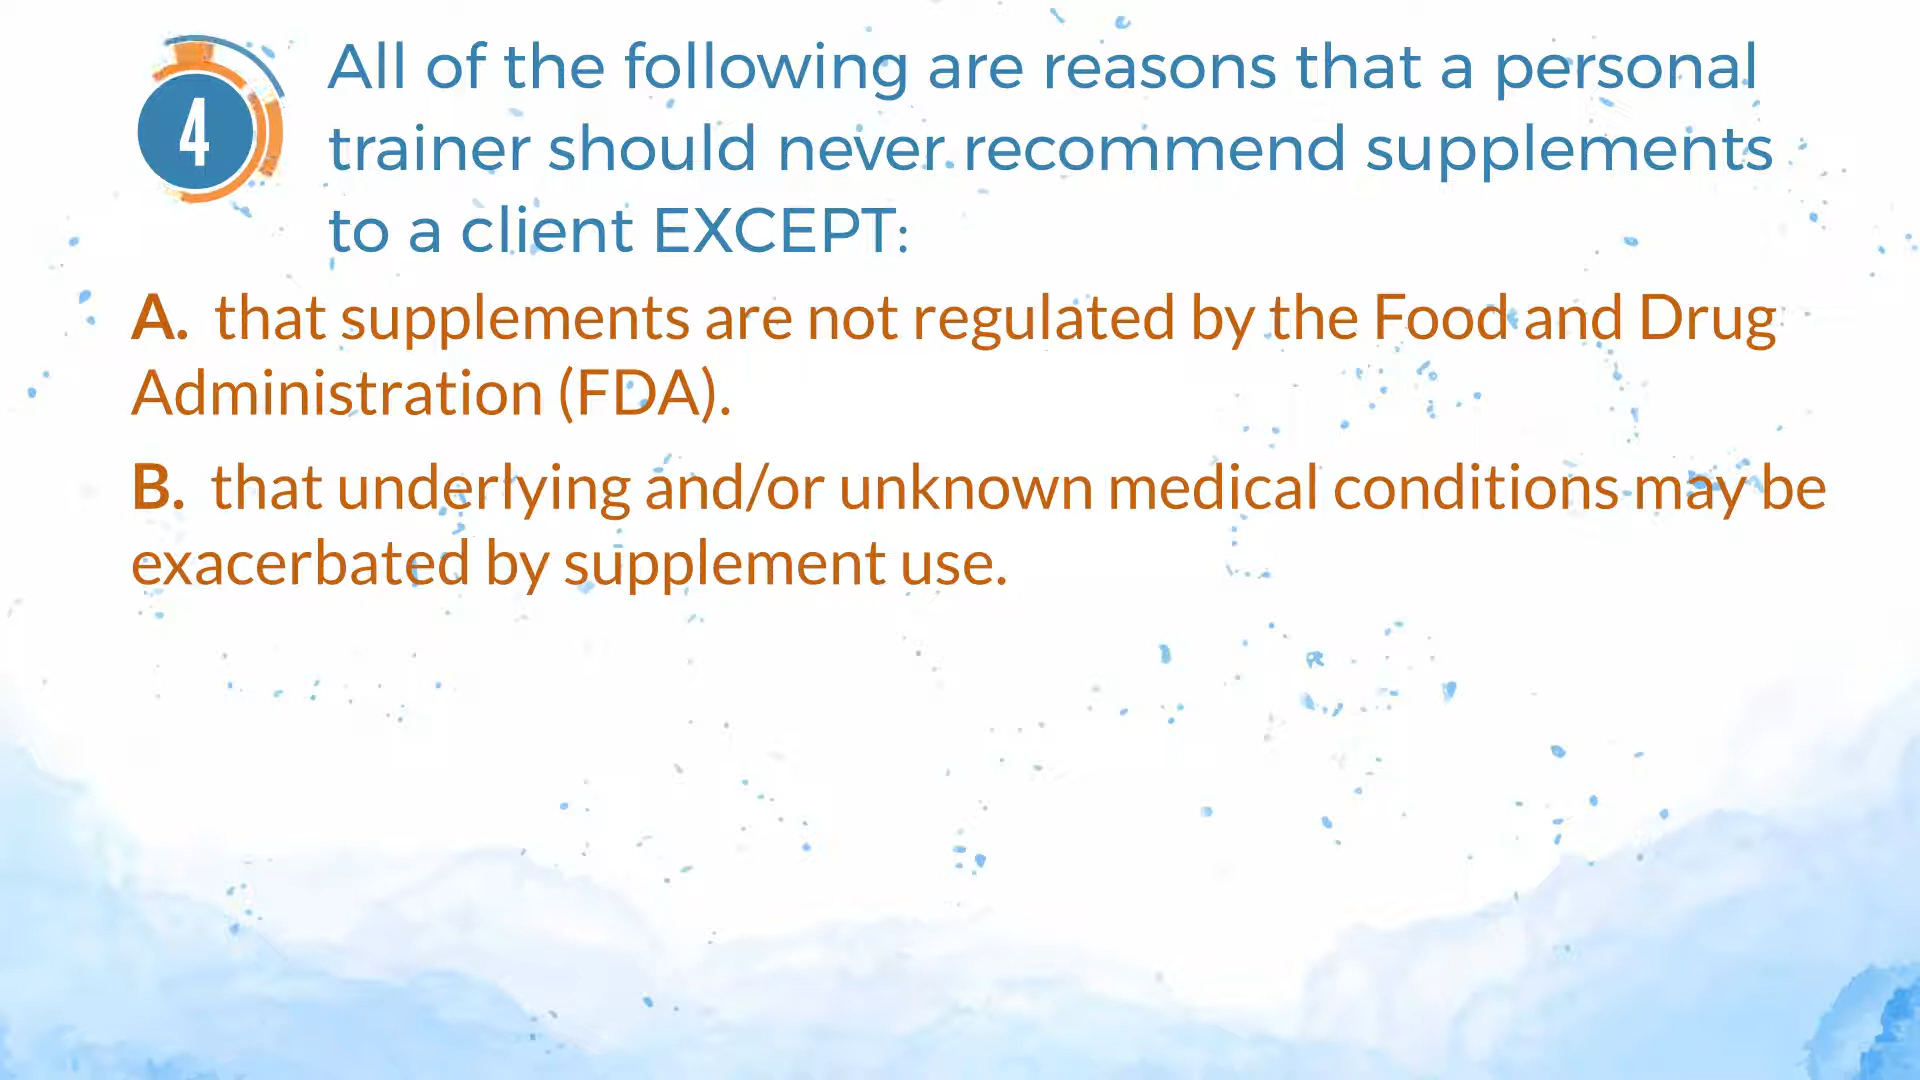 4
All of the following are reasons that a personal
trainer should never recommend supplements
to a client EXCEPT:
A. that supplements are not regulated by the Food and Drug
Administration (FDA).
B. that underlying and/or unknown medical conditions may be
exacerbated by supplement use.